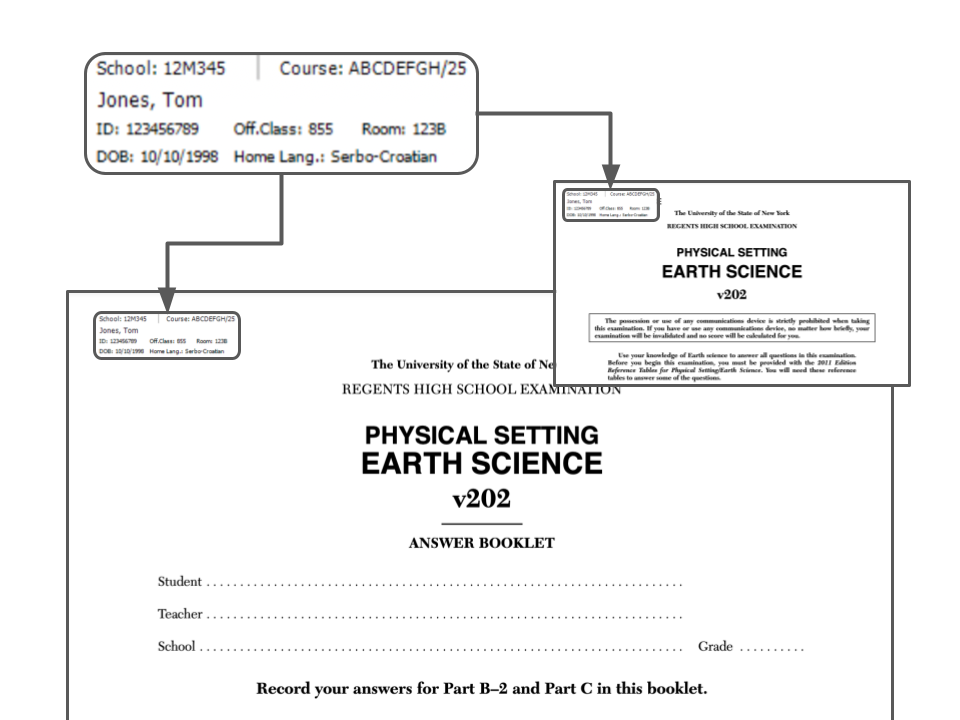 School: 12M345 Course: ABCDEFGH/25
Jones, Tom
ID: 123456789 Off.Class: 855 Room: 123B
DOB: 10/10/1998 Home Lang.: Serbo-Croatian
School: 12M345 Course: ABCDEFGH/25
Jones, Tom
ID: 123456789 Off.Class: 855 Room: 123B
DOB: 10/10/1998 Home Lang.: Serbo-Croatian
The University of the State of New York
REGENTS HIGH SCHOOL EXAMINATION
PHYSICAL SETTING
EARTH SCIENCE
v202
The possession or use of any communications device is strictly prohibited when taking
this examination. If you have or use any communications device, no matter how briefly, your
examination will be invalidated and no score will be calculated for you.
Use your knowledge of Earth science to answer all questions in this examination.
Before you begin this examination, you must be provided with the 2011 Edition
Reference Tables for Physical Setting/Earth Science. You will need these reference
tables to answer some of the questions.
School: 12M345 Course: ABCDEFGH/25
Jones, Tom
ID: 123456789 Off.Class: 855 Room: 123B
DOB: 10/10/1998 Home Lang.: Serbo-Croatian
The University of the State of Ne
REGENTS HIGH SCHOOL EXAMINATION
PHYSICAL SETTING
EARTH SCIENCE
v202
ANSWER BOOKLET
Student . . . . . . . . . . . . . . . . . . . . . . . . . . . . . . . . . . . . . . . .
Teacher . . . . . . . . . . . . . . . . . . . . . . . . . . . . . . . . . . . . . . . .
School . . . . . . . . . . . . . . . . . . . . . . . . . . . . . . . . . . . . . . . . Grade . . . . . . . . . .
Record your answers for Part B–2 and Part C in this booklet.